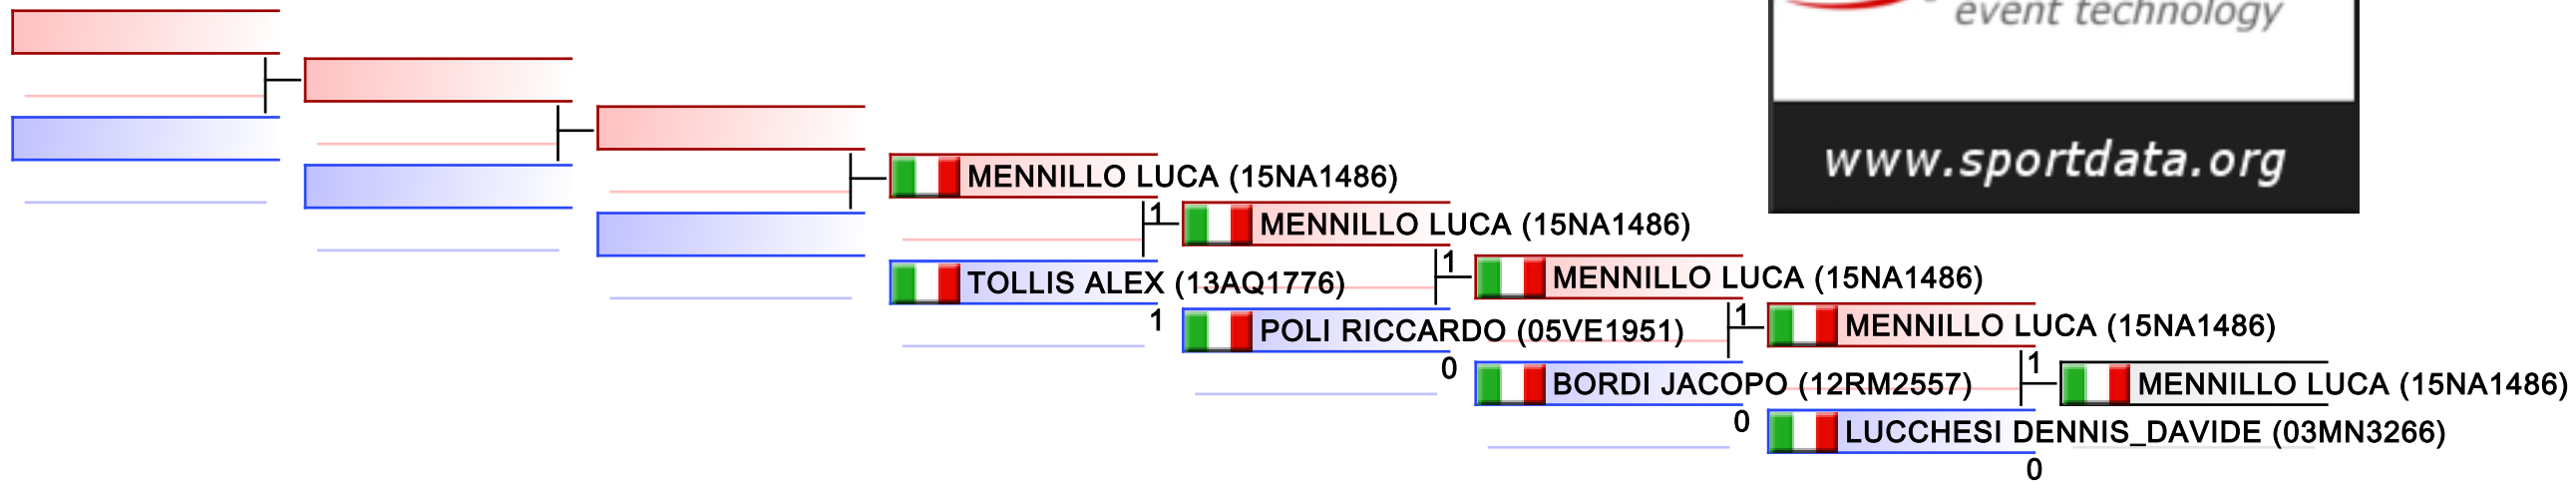 event technology
www.sportdata.org
MENNILLO LUCA (15NA1486)
1
MENNILLO LUCA (15NA1486)
TOLLIS ALEX (13AQ1776)
1
1
MENNILLO LUCA (15NA1486)
POLI RICCARDO (05VE1951)
0
1
MENNILLO LUCA (15NA1486)
BORDI JACOPO (12RM2557)
0
1
MENNILLO LUCA (15NA1486)
LUCCHESI DENNIS_DAVIDE (03MN3266)
0